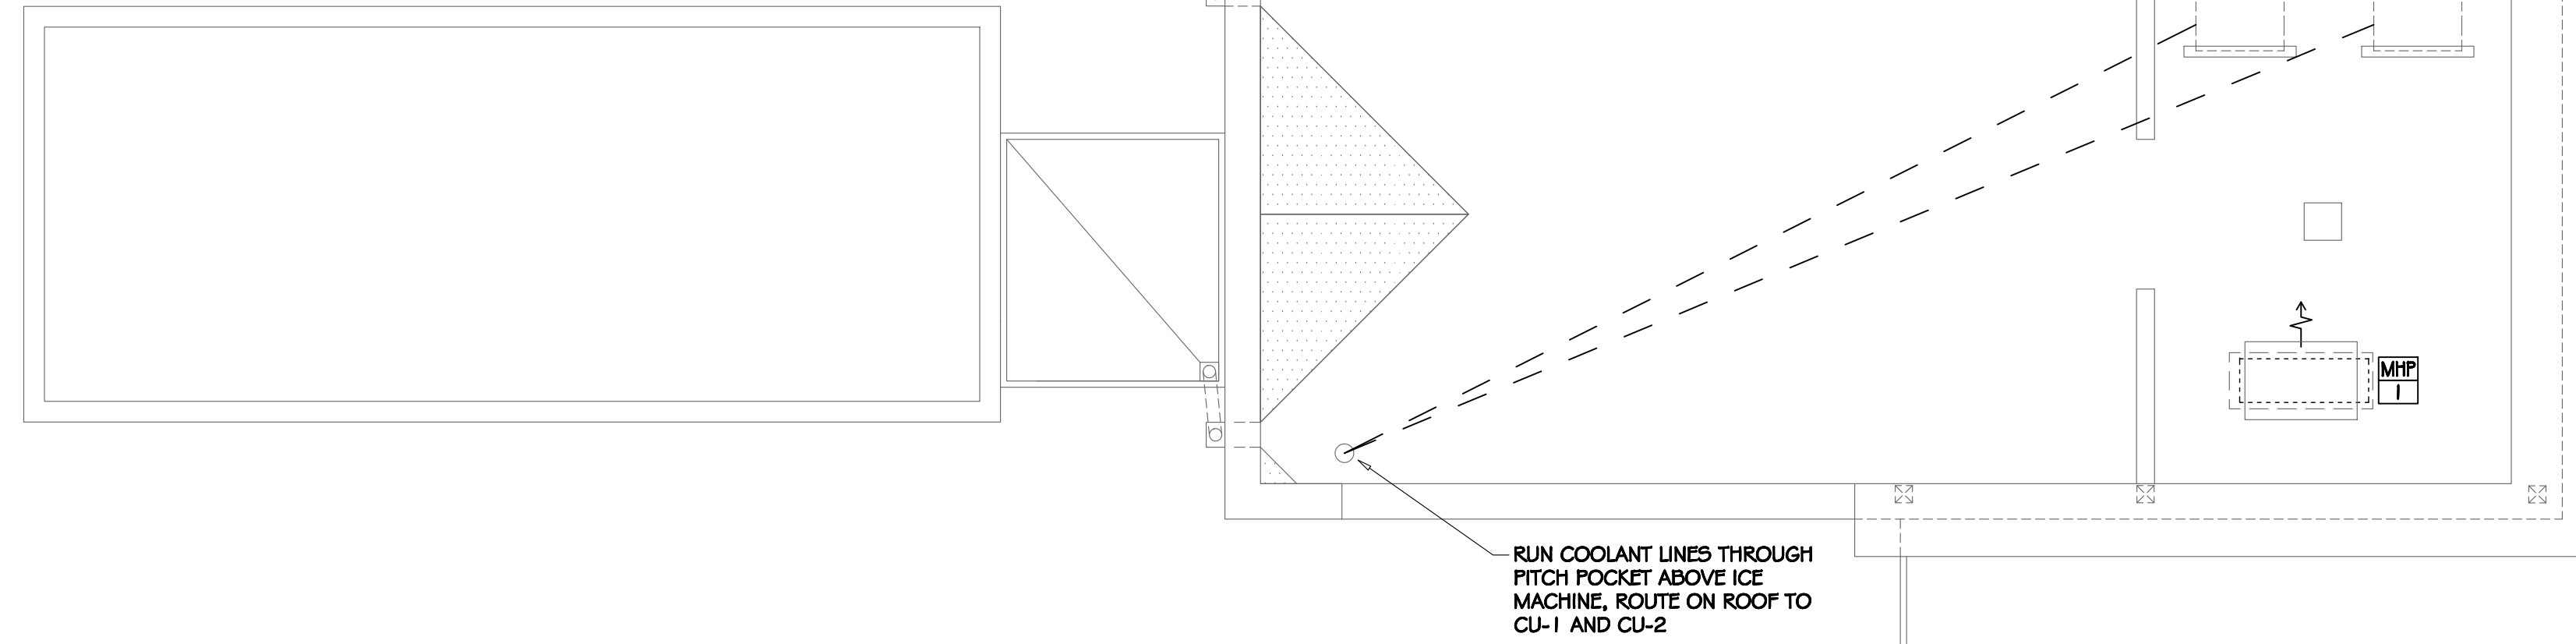 MHP
1
RUN COOLANT LINES THROUGH
PITCH POCKET ABOVE ICE
MACHINE, ROUTE ON ROOF TO
CU-1 AND CU-2